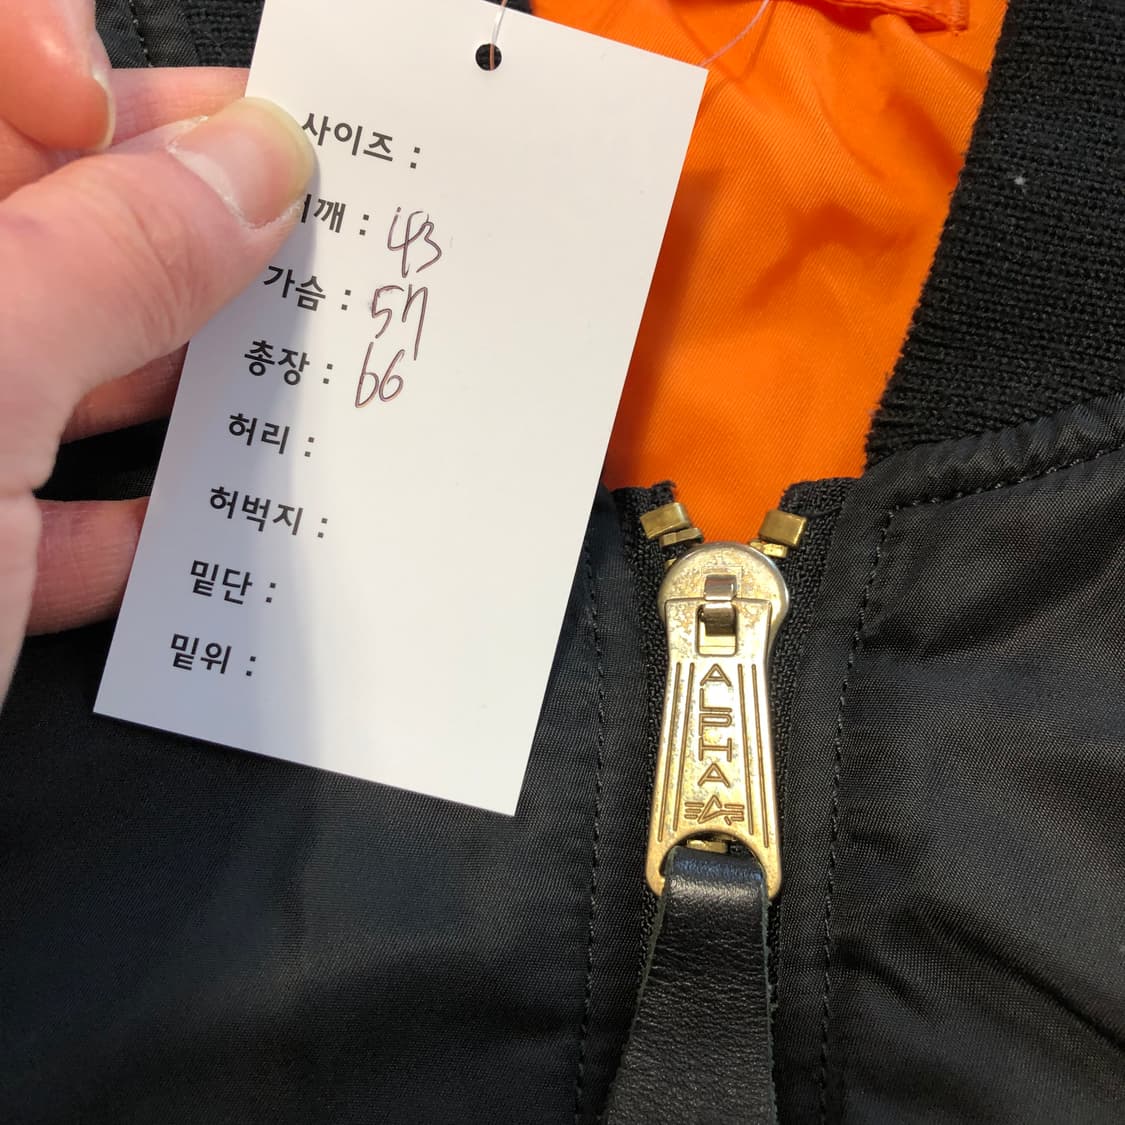 사이즈 :
어깨 : 43
가슴 : 57
총장 : 66
허리 :
허벅지 :
밑단 :
밑위 :
ALPHA